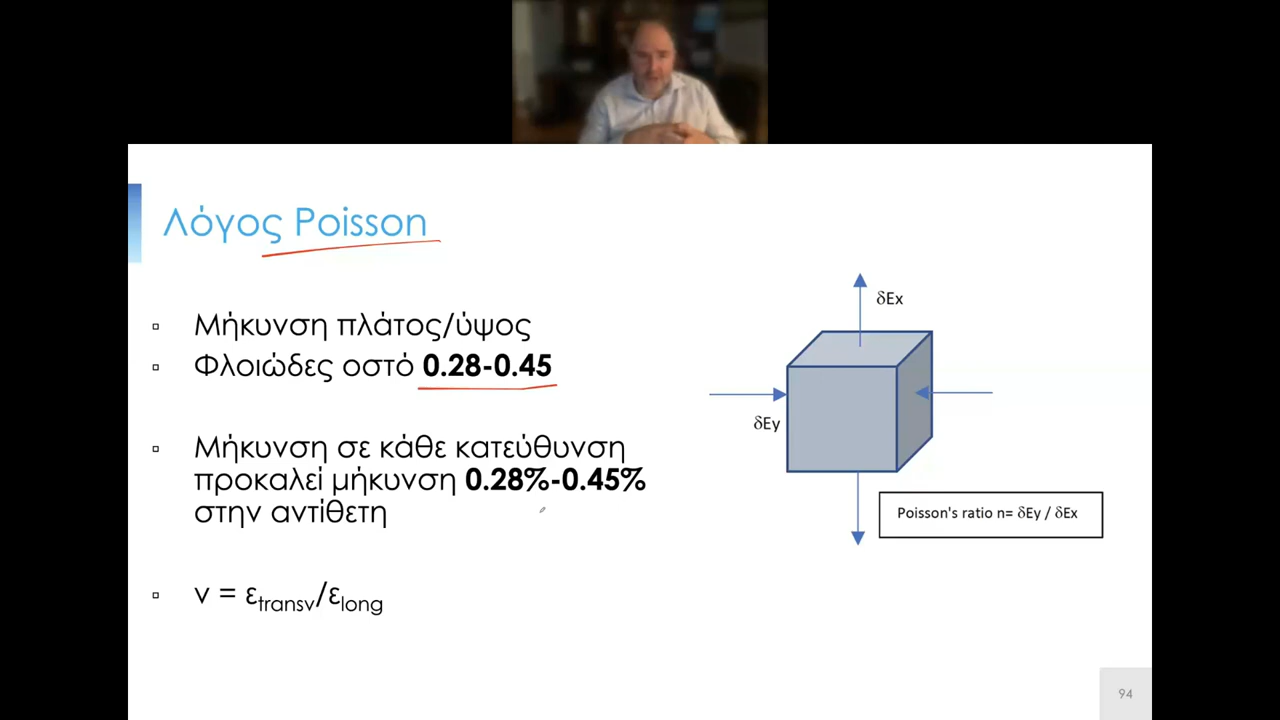 Λόγος Poisson
Μήκυνση πλάτος/ύψος
Φλοιώδες οστό 0.28-0.45
Μήκυνση σε κάθε κατεύθυνση
προκαλεί μήκυνση 0.28%-0.45%
στην αντίθετη
ν = εtransv/εlong
δEx
δEy
Poisson's ratio n= δEy / δEx
94